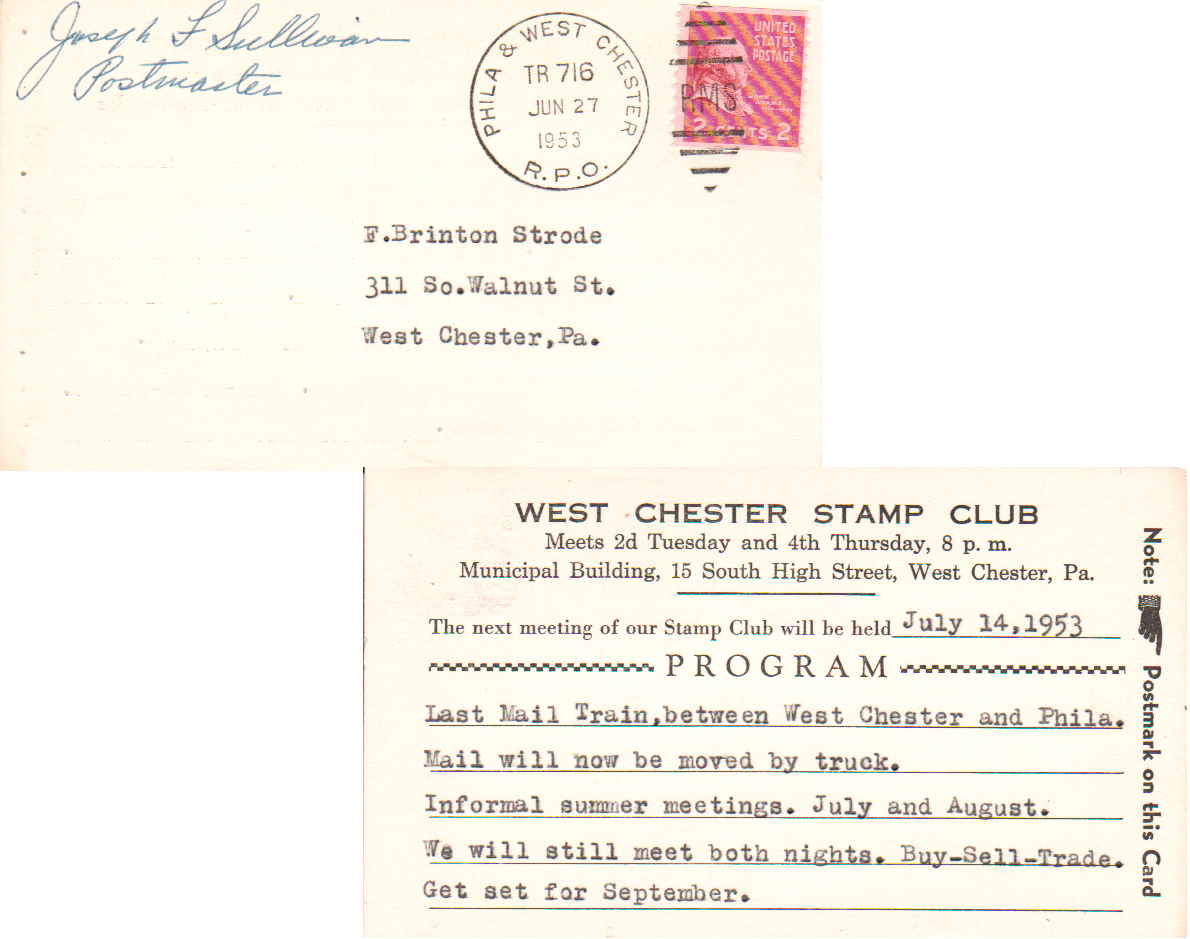 Joseph F Sullivan
Postmaster
PHILA & WEST CHESTER
TR 716
JUN 27
1953
R.P.O.
RMS
UNITED
STATES
POSTAGE
2 CENTS 2
F.Brinton Strode
311 So.Walnut St.
West Chester,Pa.
WEST CHESTER STAMP CLUB
Meets 2d Tuesday and 4th Thursday, 8 p. m.
Municipal Building, 15 South High Street, West Chester, Pa.
The next meeting of our Stamp Club will be held July 14,1953
PROGRAM
Last Mail Train,between West Chester and Phila.
Mail will now be moved by truck.
Informal summer meetings. July and August.
We will still meet both nights. Buy-Sell-Trade.
Get set for September.
Note: Postmark on this Card